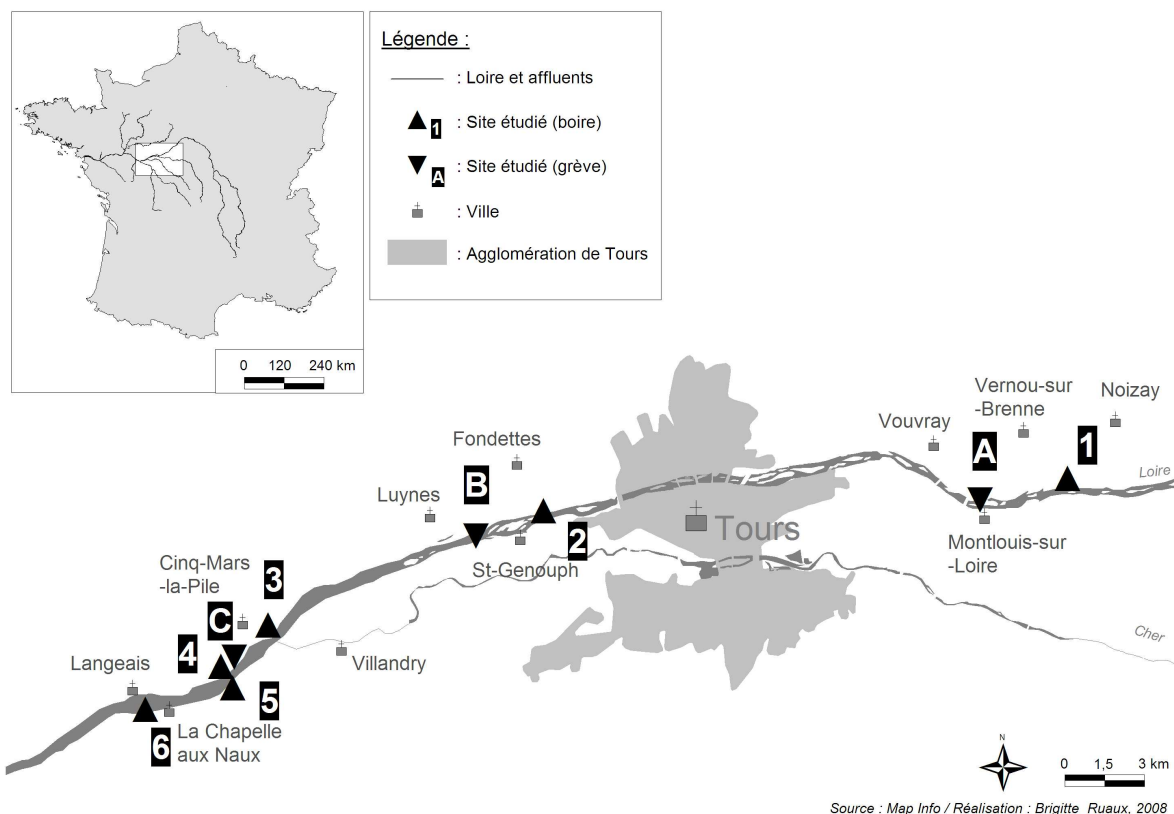 Légende :
: Loire et affluents
1 : Site étudié (boire)
A : Site étudié (grève)
: Ville
: Agglomération de Tours
0 120 240 km
Vernou-sur
-Brenne
Noizay
Vouvray
Fondettes
A
1
Loire
Luynes
B
2
Tours
Montlouis-sur
-Loire
St-Genouph
Cinq-Mars
-la-Pile
3
C
4
Villandry
Cher
Langeais
5
6
La Chapelle
aux Naux
N
0 1,5 3 km
Source : Map Info / Réalisation : Brigitte Ruaux, 2008